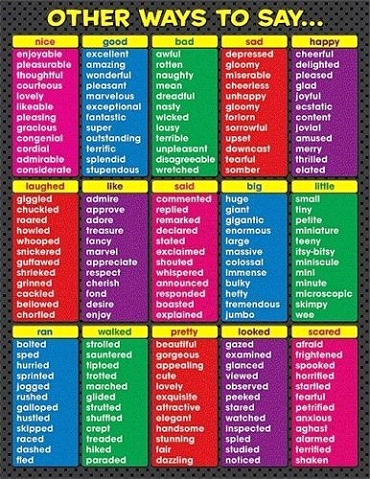 OTHER WAYS TO SAY...
nice
enjoyable
pleasurable
thoughtful
courteous
lovely
likeable
pleasing
gracious
congenial
cordial
admirable
considerate
good
excellent
amazing
wonderful
pleasant
marvelous
exceptional
fantastic
super
outstanding
terrific
splendid
stupendous
bad
awful
rotten
naughty
mean
dreadful
nasty
wicked
lousy
terrible
unpleasant
disagreeable
wretched
sad
depressed
gloomy
miserable
cheerless
unhappy
gloomy
forlorn
sorrowful
upset
downcast
tearful
somber
happy
cheerful
delighted
pleased
glad
joyful
ecstatic
content
jovial
amused
merry
thrilled
elated
laughed
giggled
chuckled
roared
howled
whooped
snickered
guffawed
shrieked
grinned
cackled
bellowed
chortled
like
admire
approve
adore
treasure
fancy
marvel
appreciate
respect
cherish
fond
desire
enjoy
said
commented
replied
remarked
declared
stated
exclaimed
shouted
whispered
announced
responded
boasted
explained
big
huge
giant
gigantic
enormous
large
massive
colossal
immense
bulky
hefty
tremendous
jumbo
little
small
tiny
petite
miniature
teeny
itsy-bitsy
miniscule
mini
minute
microscopic
skimpy
wee
ran
bolted
sped
hurried
sprinted
jogged
rushed
galloped
hustled
skipped
raced
dashed
fled
walked
strolled
sauntered
tiptoed
trotted
marched
glided
strutted
shuffled
crept
treaded
hiked
paraded
pretty
beautiful
gorgeous
appealing
cute
lovely
exquisite
attractive
elegant
handsome
stunning
fair
dazzling
looked
gazed
examined
glanced
viewed
observed
peeked
stared
watched
inspected
spied
studied
noticed
scared
afraid
frightened
spooked
horrified
startled
fearful
petrified
anxious
aghast
alarmed
terrified
shaken